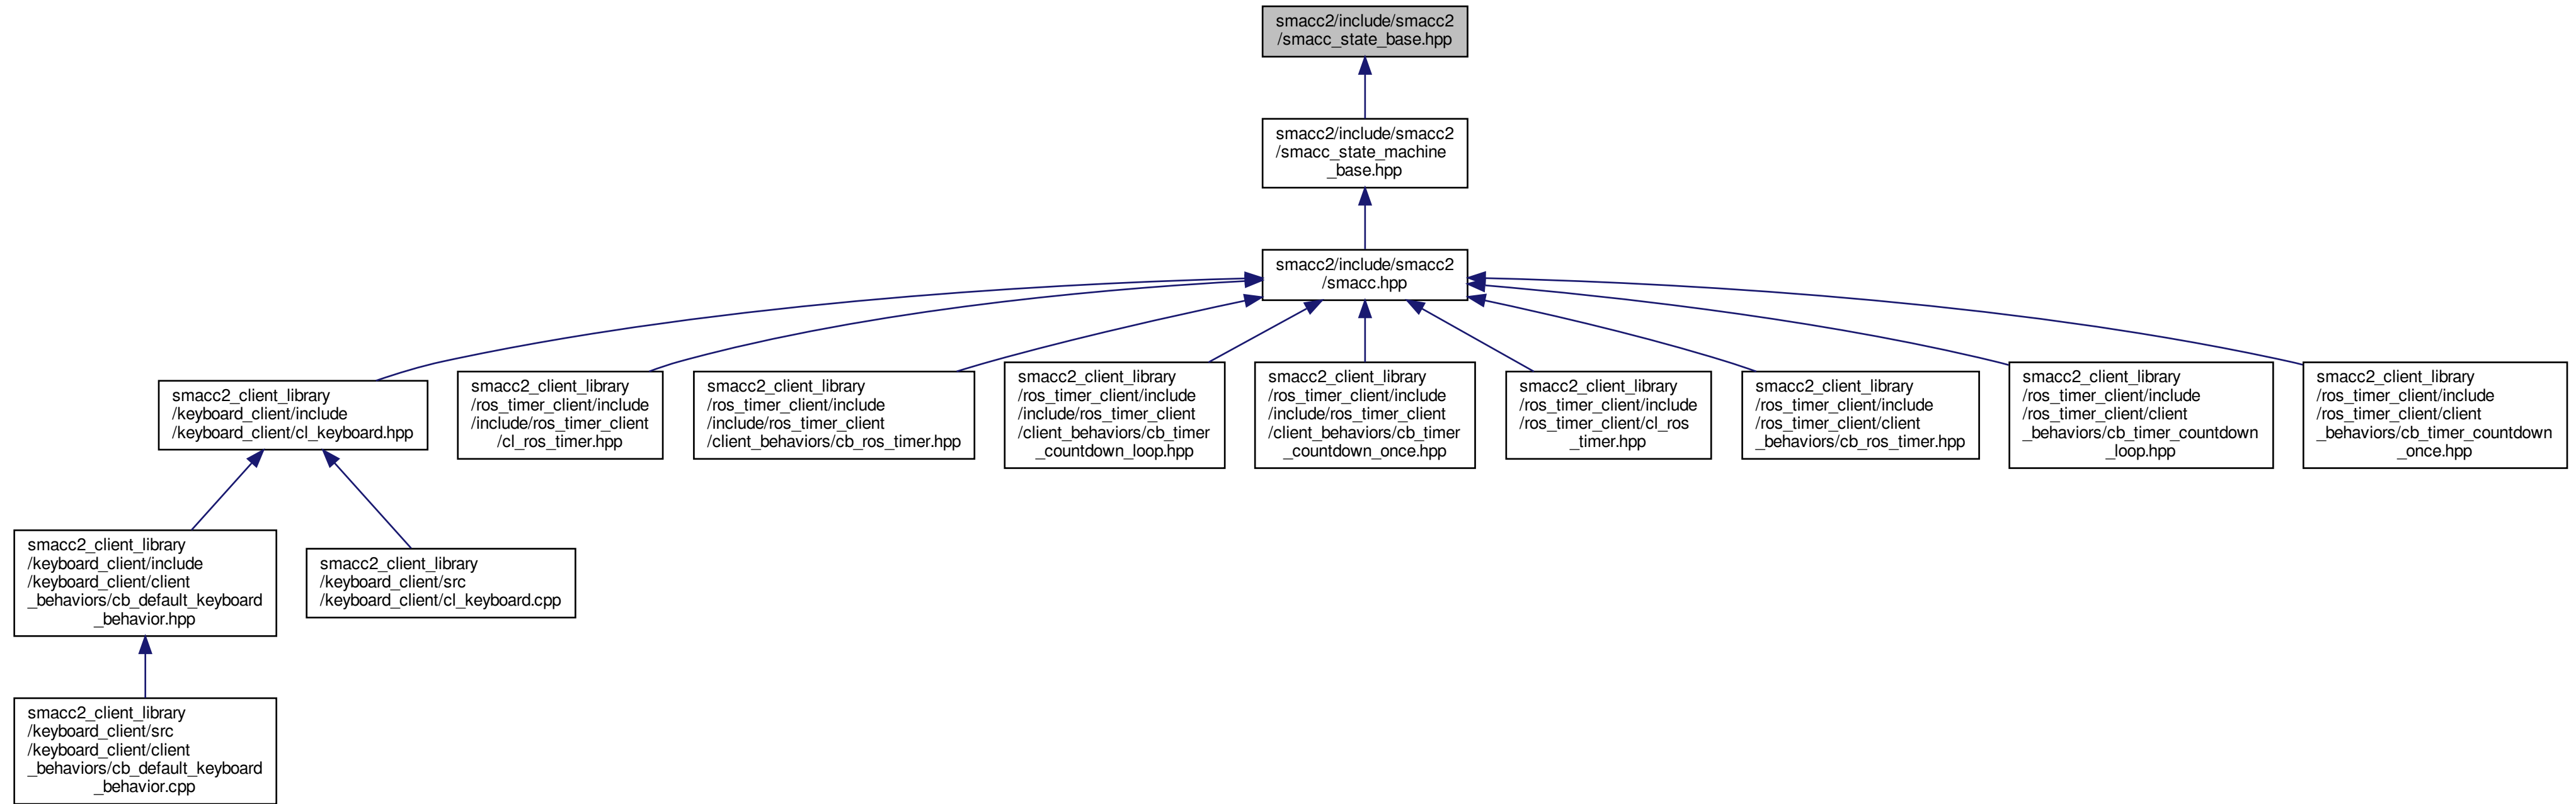 smacc2/include/smacc2
/smacc_state_base.hpp
smacc2/include/smacc2
/smacc_state_machine
_base.hpp
smacc2/include/smacc2
/smacc.hpp
smacc2_client_library
/keyboard_client/include
/keyboard_client/cl_keyboard.hpp
smacc2_client_library
/ros_timer_client/include
/include/ros_timer_client
/cl_ros_timer.hpp
smacc2_client_library
/ros_timer_client/include
/include/ros_timer_client
/client_behaviors/cb_ros_timer.hpp
smacc2_client_library
/ros_timer_client/include
/include/ros_timer_client
/client_behaviors/cb_timer
_countdown_loop.hpp
smacc2_client_library
/ros_timer_client/include
/include/ros_timer_client
/client_behaviors/cb_timer
_countdown_once.hpp
smacc2_client_library
/ros_timer_client/include
/ros_timer_client/cl_ros
_timer.hpp
smacc2_client_library
/ros_timer_client/include
/ros_timer_client/client
_behaviors/cb_ros_timer.hpp
smacc2_client_library
/ros_timer_client/include
/ros_timer_client/client
_behaviors/cb_timer_countdown
_loop.hpp
smacc2_client_library
/ros_timer_client/include
/ros_timer_client/client
_behaviors/cb_timer_countdown
_once.hpp
smacc2_client_library
/keyboard_client/include
/keyboard_client/client
_behaviors/cb_default_keyboard
_behavior.hpp
smacc2_client_library
/keyboard_client/src
/keyboard_client/cl_keyboard.cpp
smacc2_client_library
/keyboard_client/src
/keyboard_client/client
_behaviors/cb_default_keyboard
_behavior.cpp